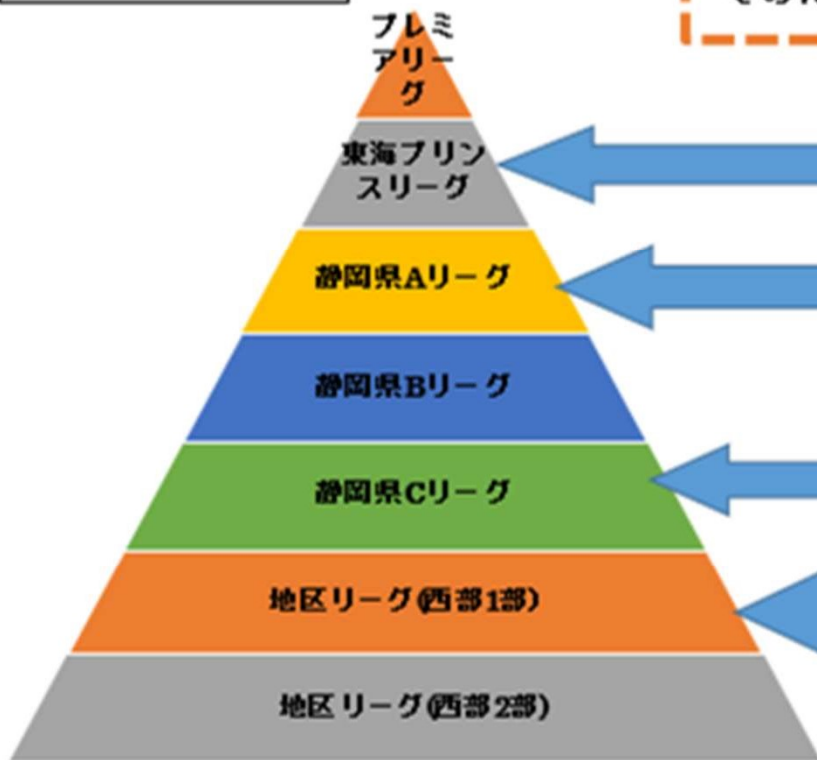 プレミ
アリー
グ
東海プリン
スリーグ
静岡県Aリーグ
静岡県Bリーグ
静岡県Cリーグ
地区リーグ(西部1部)
地区リーグ(西部2部)